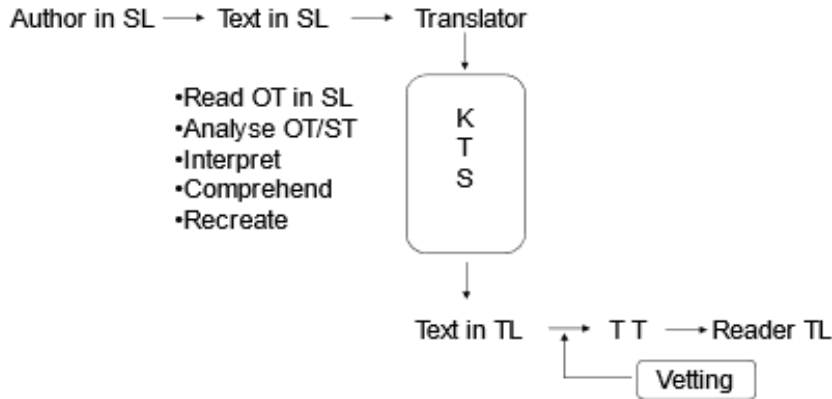 Author in SL Text in SL Translator
•Read OT in SL
•Analyse OT/ST
•Interpret
•Comprehend
•Recreate
K
T
S
Text in TL T T Reader TL
Vetting